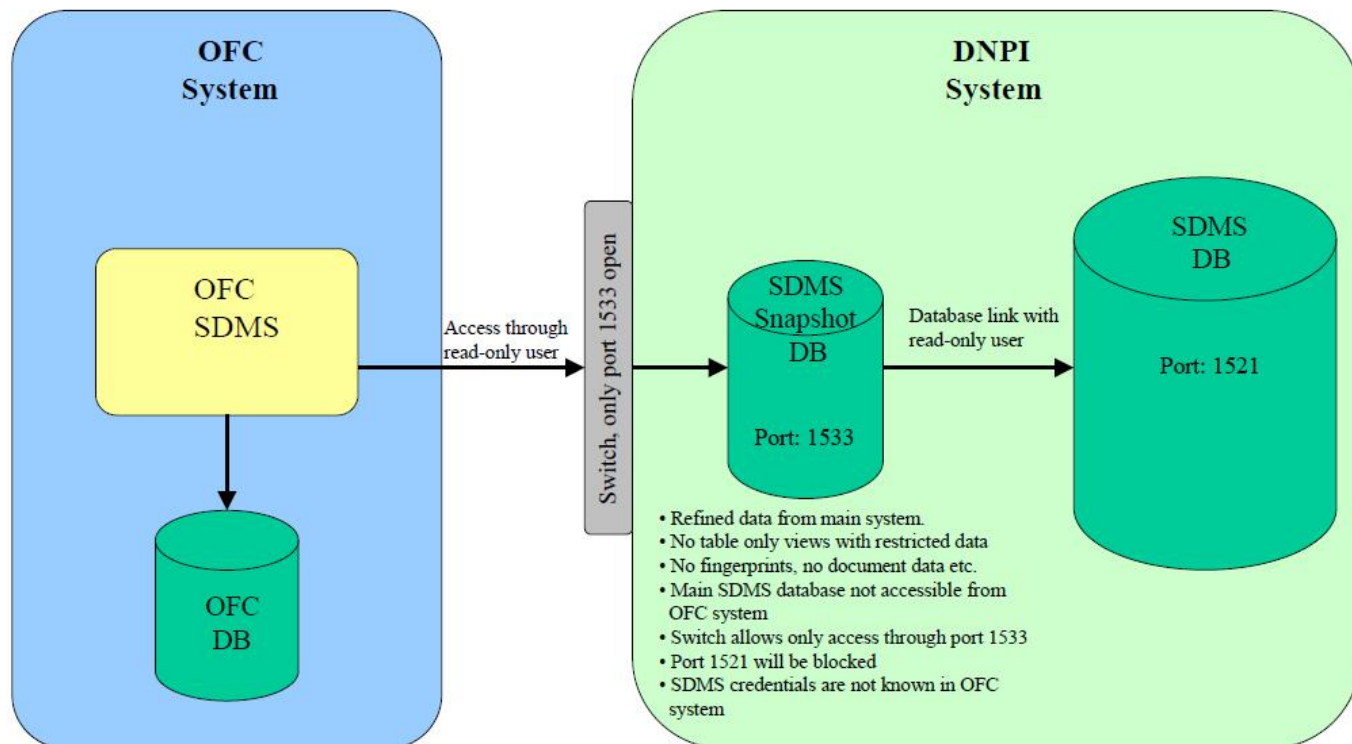 OFC
System
OFC
SDMS
OFC
DB
Access through
read-only user
Switch, only port 1533 open
DNPI
System
SDMS
Snapshot
DB
Port: 1533
Database link with
read-only user
SDMS
DB
Port: 1521
• Refined data from main system.
• No table only views with restricted data
• No fingerprints, no document data etc.
• Main SDMS database not accessible from
OFC system
• Switch allows only access through port 1533
• Port 1521 will be blocked
• SDMS credentials are not known in OFC
system